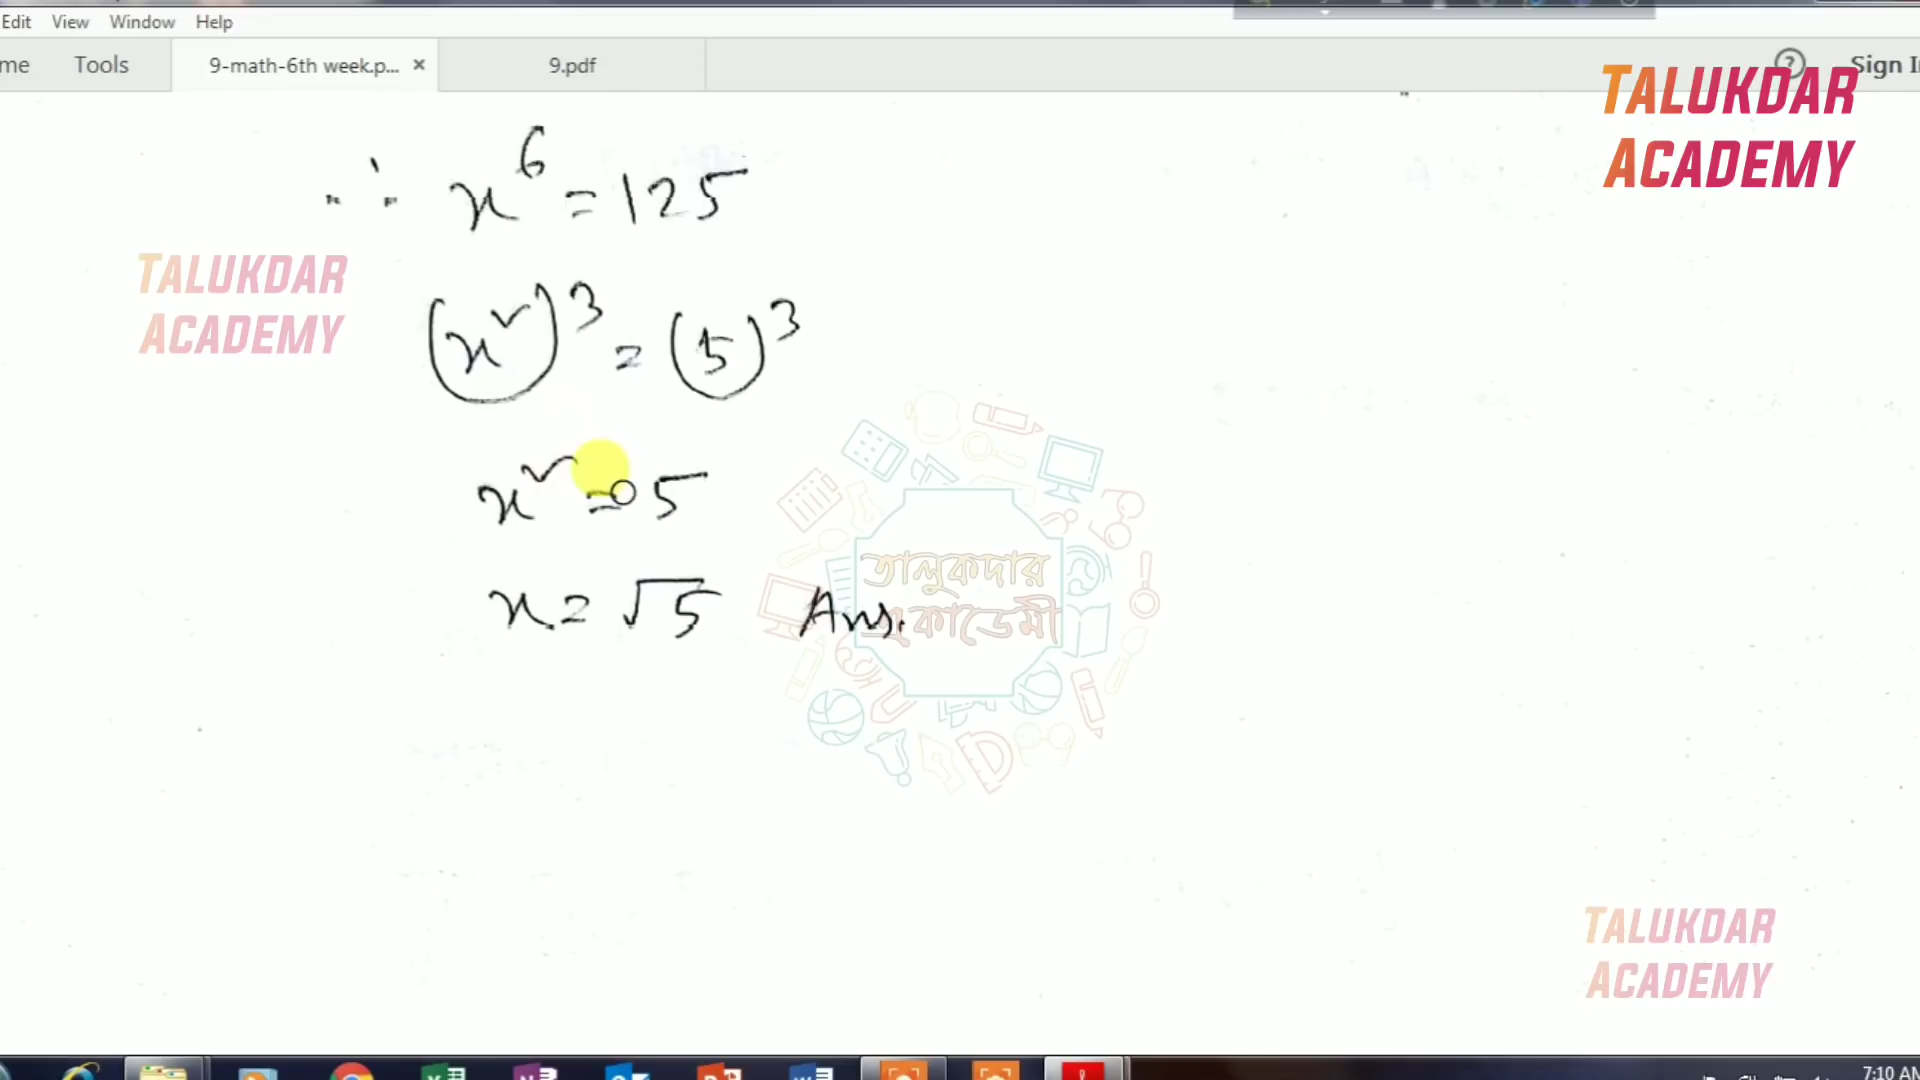 Edit View Window Help
me Tools 9-math-6th week.p... × 9.pdf ? Sign I
TALUKDAR
ACADEMY
∴ x⁶ = 125
TALUKDAR
ACADEMY
(x²)³ = (5)³
x² = 5
x = √5 Ans.
তালুকদার
একাডেমী
TALUKDAR
ACADEMY
7:10 AM